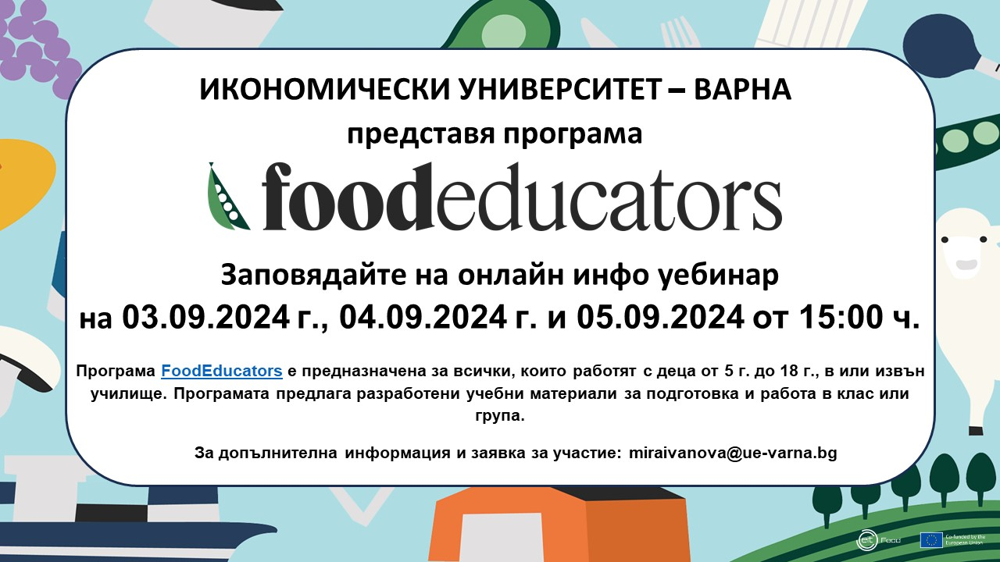 ИКОНОМИЧЕСКИ УНИВЕРСИТЕТ – ВАРНА
представя програма
foodeducators
Заповядайте на онлайн инфо уебинар
на 03.09.2024 г., 04.09.2024 г. и 05.09.2024 от 15:00 ч.
Програма FoodEducators е предназначена за всички, които работят с деца от 5 г. до 18 г., в или извън
училище. Програмата предлага разработени учебни материали за подготовка и работа в клас или
група.
За допълнителна информация и заявка за участие: miraivanova@ue-varna.bg
eit Food
Co-funded by the
European Union